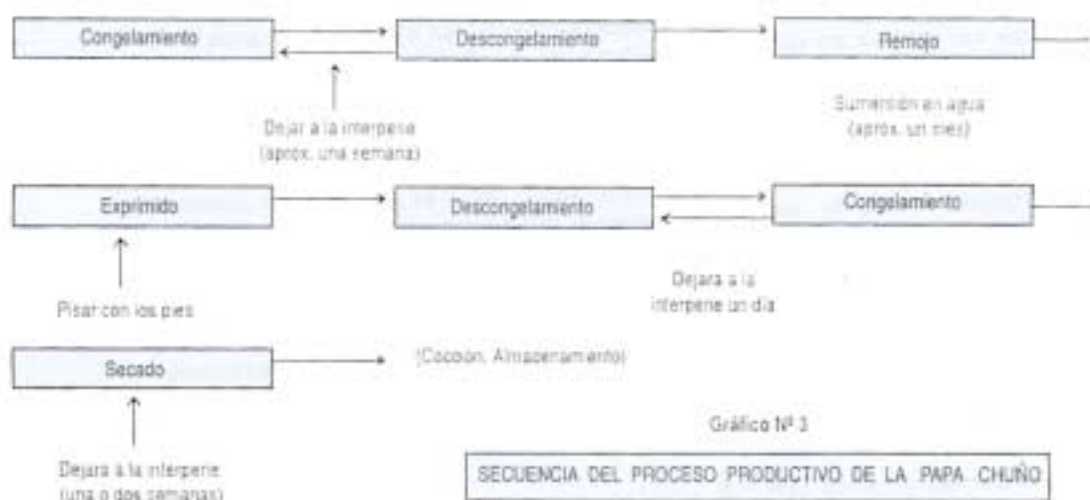 Congelamiento
Descongelamiento
Remojo
Dejar a la interperie
(aprox. una semana)
Sumersión en agua
(aprox. un mes)
Exprimido
Descongelamiento
Congelamiento
Pisar con los pies
Dejara a la
interperie un día
Secado
(Cocción, Almacenamiento)
Dejara a la intérperie
(una o dos semanas)
Gráfico Nº 3
SECUENCIA DEL PROCESO PRODUCTIVO DE LA PAPA CHUÑO